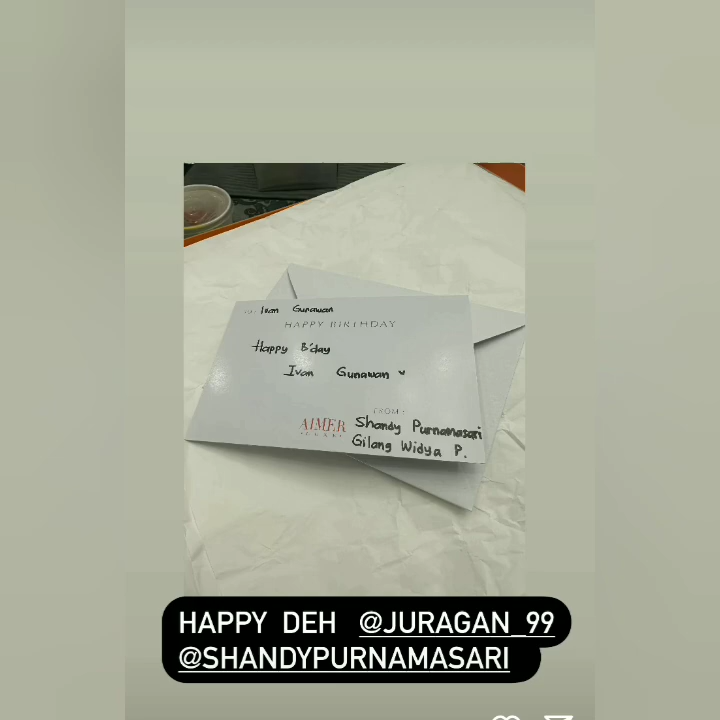 Ivan Gunawan
HAPPY BIRTHDAY
Happy B'day
Ivan Gunawan
FROM :
AIMER
Shandy Purnamasari
Gilang Widya P.
HAPPY DEH @JURAGAN_99
@SHANDYPURNAMASARI